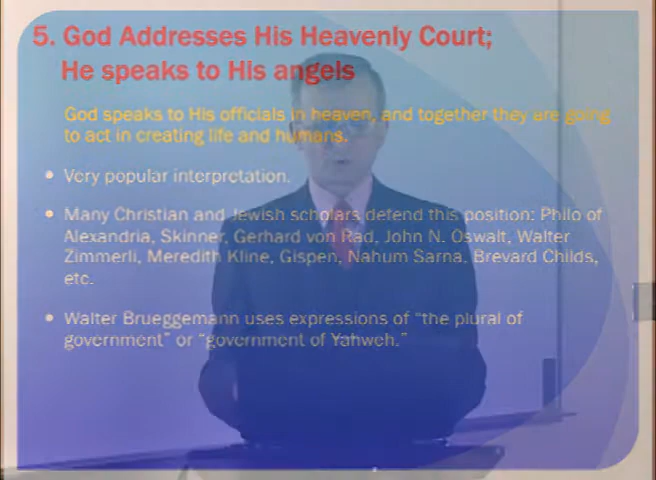 5. God Addresses His Heavenly Court;
He speaks to His angels
God speaks to His officials in heaven, and together they are going
to act in creating life and humans.
• Very popular interpretation.
• Many Christian and Jewish scholars defend this position: Philo of
Alexandria, Skinner, Gerhard von Rad, John N. Oswalt, Walter
Zimmerli, Meredith Kline, Gispen, Nahum Sarna, Brevard Childs,
etc.
• Walter Brueggemann uses expressions of “the plural of
government” or “government of Yahweh.”